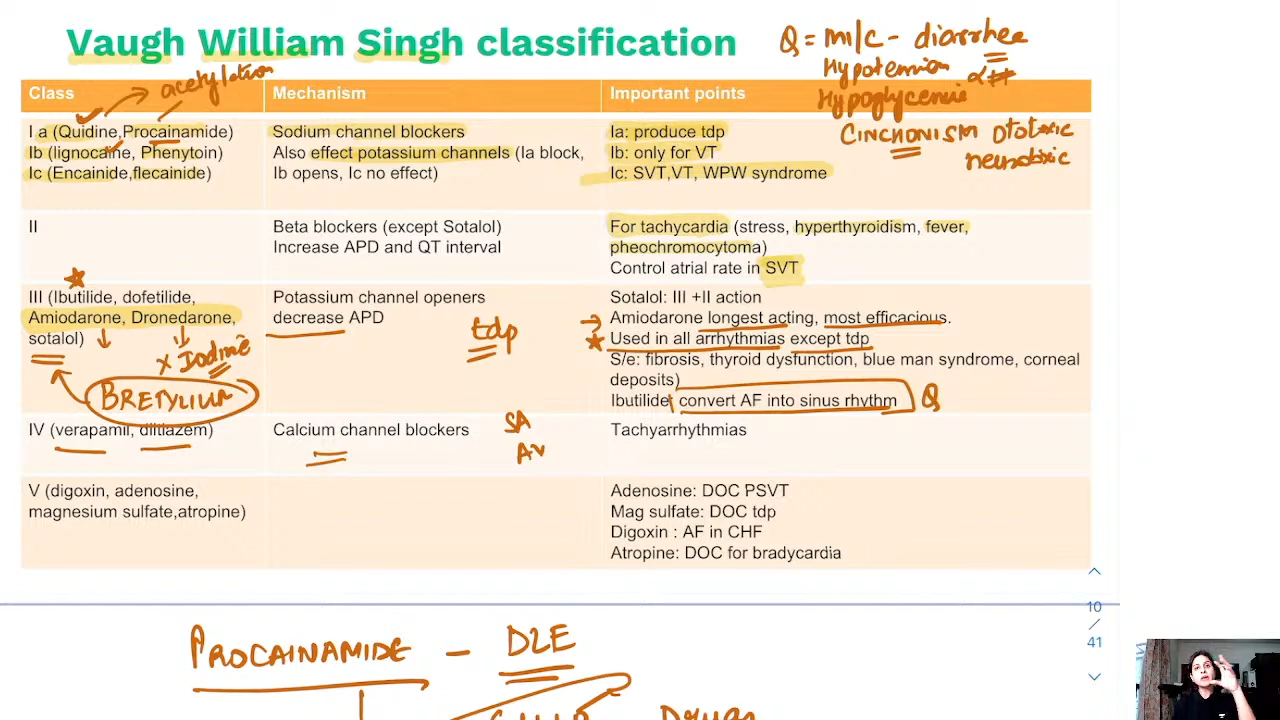 Vaugh William Singh classification
Q = m/c - diarrhee
Hypotension
α
Hypoglycemie
CINCHONISM ototoxic
neurotoxic
acetylation
Class
Mechanism
Important points
I a (Quidine,Procainamide)
Ib (lignocaine, Phenytoin)
Ic (Encainide,flecainide)
Sodium channel blockers
Also effect potassium channels (Ia block,
Ib opens, Ic no effect)
Ia: produce tdp
Ib: only for VT
Ic: SVT,VT, WPW syndrome
II
Beta blockers (except Sotalol)
Increase APD and QT interval
For tachycardia (stress, hyperthyroidism, fever,
pheochromocytoma)
Control atrial rate in SVT
III (Ibutilide, dofetilide,
Amiodarone, Dronedarone,
sotalol)
x Iodine
BRETYLIUM
Potassium channel openers
decrease APD
tdp
Sotalol: III +II action
Amiodarone longest acting, most efficacious.
Used in all arrhythmias except tdp
S/e: fibrosis, thyroid dysfunction, blue man syndrome, corneal
deposits)
Ibutilide: convert AF into sinus rhythm Q
IV (verapamil, diltiazem)
Calcium channel blockers
SA
AV
Tachyarrhythmias
V (digoxin, adenosine,
magnesium sulfate,atropine)
Adenosine: DOC PSVT
Mag sulfate: DOC tdp
Digoxin : AF in CHF
Atropine: DOC for bradycardia
10
/
41
PROCAINAMIDE - DLE